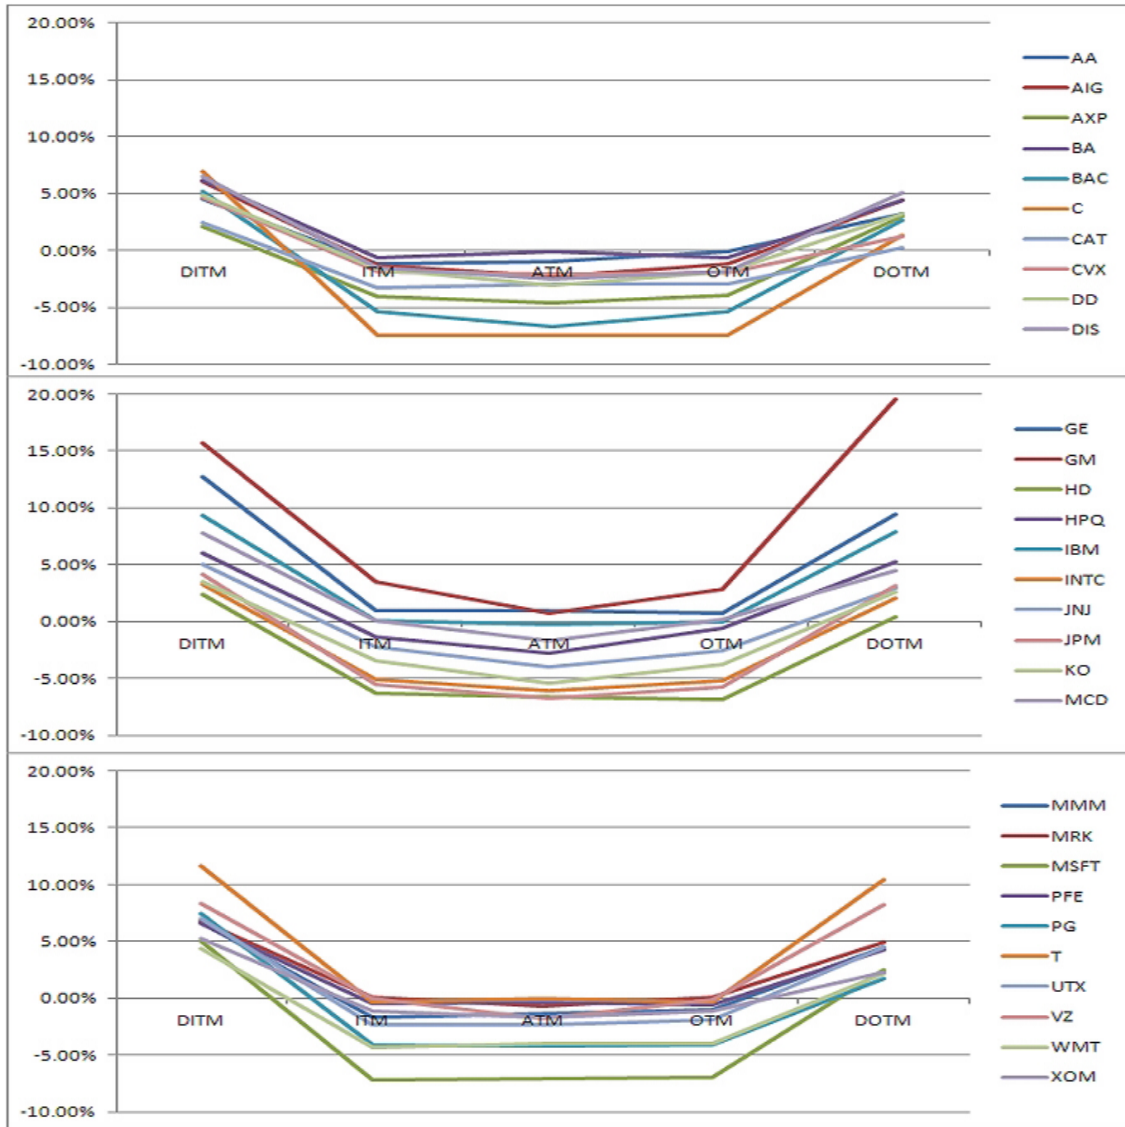 20.00%
15.00%
10.00%
5.00%
0.00%
-5.00%
-10.00%
DITM ITM ATM OTM DOTM
AA
AIG
AXP
BA
BAC
C
CAT
CVX
DD
DIS
20.00%
15.00%
10.00%
5.00%
0.00%
-5.00%
-10.00%
DITM ITM ATM OTM DOTM
GE
GM
HD
HPQ
IBM
INTC
JNJ
JPM
KO
MCD
20.00%
15.00%
10.00%
5.00%
0.00%
-5.00%
-10.00%
DITM ITM ATM OTM DOTM
MMM
MRK
MSFT
PFE
PG
T
UTX
VZ
WMT
XOM